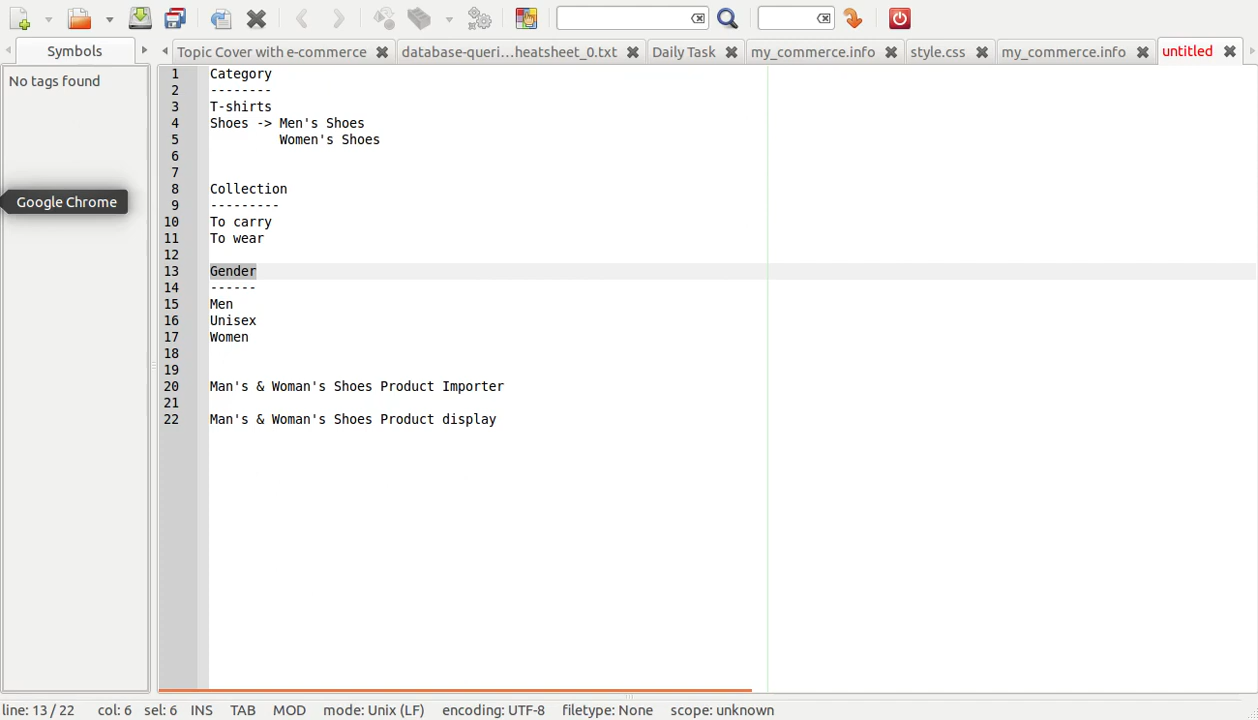 Symbols
Topic Cover with e-commerce
database-queri...heatsheet_0.txt
Daily Task
my_commerce.info
style.css
my_commerce.info
untitled
No tags found
Google Chrome
1 Category
2 --------
3 T-shirts
4 Shoes -> Men's Shoes
5 Women's Shoes
6
7
8 Collection
9 ---------
10 To carry
11 To wear
12
13 Gender
14 ------
15 Men
16 Unisex
17 Women
18
19
20 Man's & Woman's Shoes Product Importer
21
22 Man's & Woman's Shoes Product display
line: 13 / 22 col: 6 sel: 6 INS TAB MOD mode: Unix (LF) encoding: UTF-8 filetype: None scope: unknown